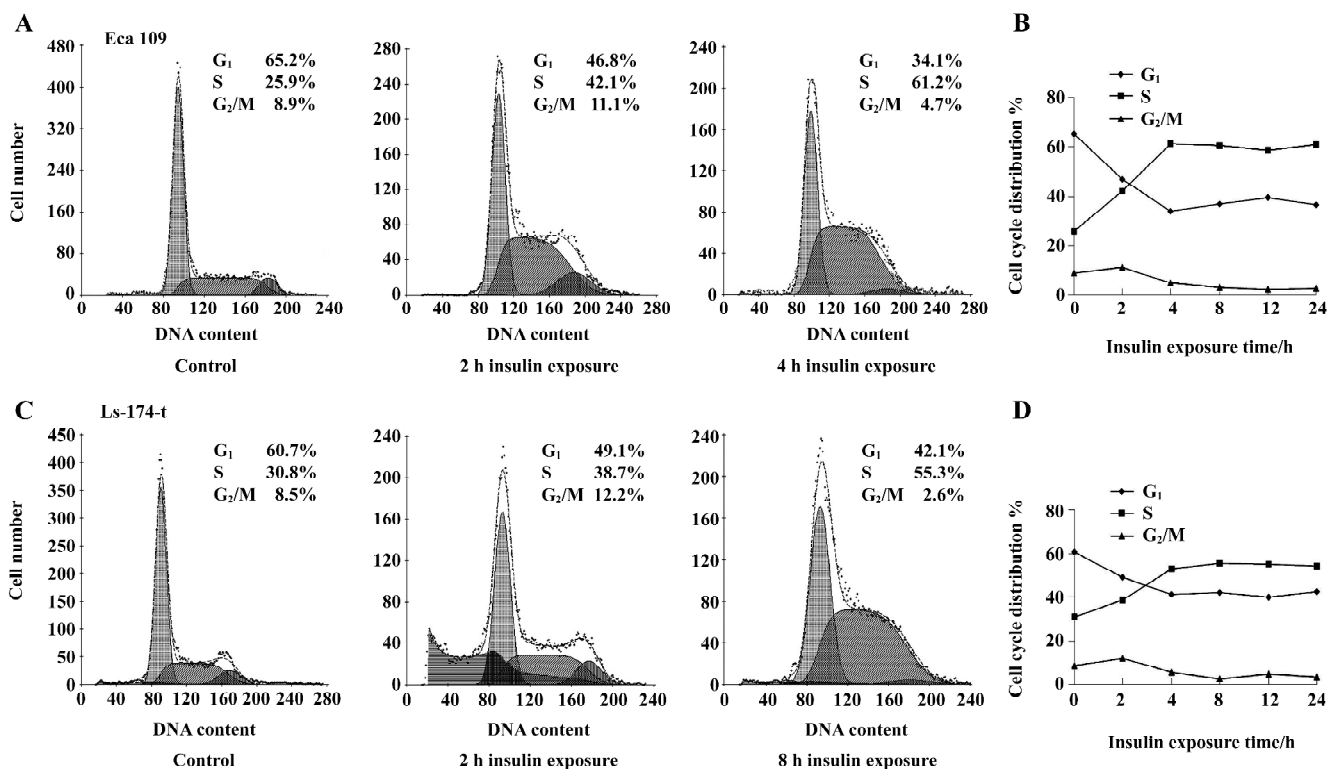 A
Eca 109
G₁ 65.2%
S 25.9%
G₂/M 8.9%
480
400
320
240
160
80
0
Cell number
0 40 80 120 160 200 240 280
DNA content
Control
G₁ 46.8%
S 42.1%
G₂/M 11.1%
280
240
200
160
120
80
40
0
0 40 80 120 160 200 240 280
DNA content
2 h insulin exposure
G₁ 34.1%
S 61.2%
G₂/M 4.7%
240
210
180
150
120
90
60
30
0
0 40 80 120 160 200 240 280
DNA content
4 h insulin exposure
B
G₁
S
G₂/M
80
60
40
20
0
Cell cycle distribution %
0 2 4 8 12 24
Insulin exposure time/h
C
Ls-174-t
G₁ 60.7%
S 30.8%
G₂/M 8.5%
450
400
350
300
250
200
150
100
50
0
Cell number
0 40 80 120 160 200 240 280
DNA content
Control
G₁ 49.1%
S 38.7%
G₂/M 12.2%
240
200
160
120
80
40
0
0 40 80 120 160 200 240
DNA content
2 h insulin exposure
G₁ 42.1%
S 55.3%
G₂/M 2.6%
240
200
160
120
80
40
0
0 40 80 120 160 200 240
DNA content
8 h insulin exposure
D
G₁
S
G₂/M
80
60
40
20
0
Cell cycle distribution %
0 2 4 8 12 24
Insulin exposure time/h